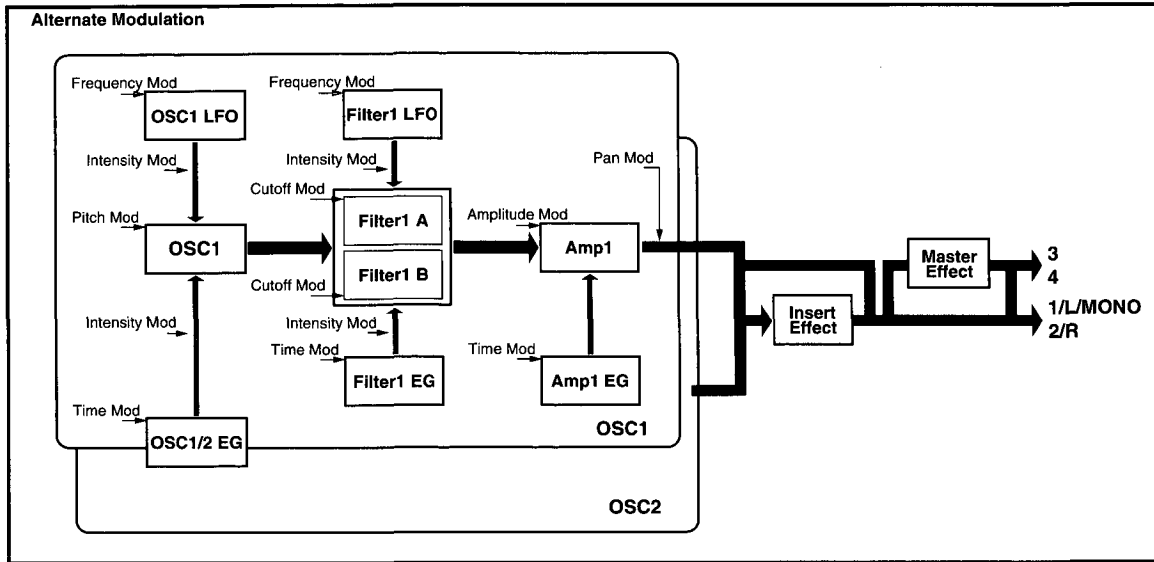 Alternate Modulation
Frequency Mod
OSC1 LFO
Intensity Mod
Pitch Mod
OSC1
Intensity Mod
Time Mod
OSC1/2 EG
Frequency Mod
Filter1 LFO
Intensity Mod
Cutoff Mod
Filter1 A
Filter1 B
Cutoff Mod
Intensity Mod
Time Mod
Filter1 EG
Amplitude Mod
Amp1
Time Mod
Amp1 EG
Pan Mod
OSC1
OSC2
Insert
Effect
Master
Effect
3
4
1/L/MONO
2/R